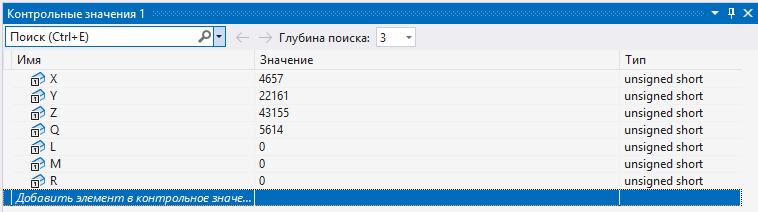 Контрольные значения 1
Поиск (Ctrl+E) Глубина поиска: 3
Имя Значение Тип
X 4657 unsigned short
Y 22161 unsigned short
Z 43155 unsigned short
Q 5614 unsigned short
L 0 unsigned short
M 0 unsigned short
R 0 unsigned short
Добавить элемент в контрольное значе...